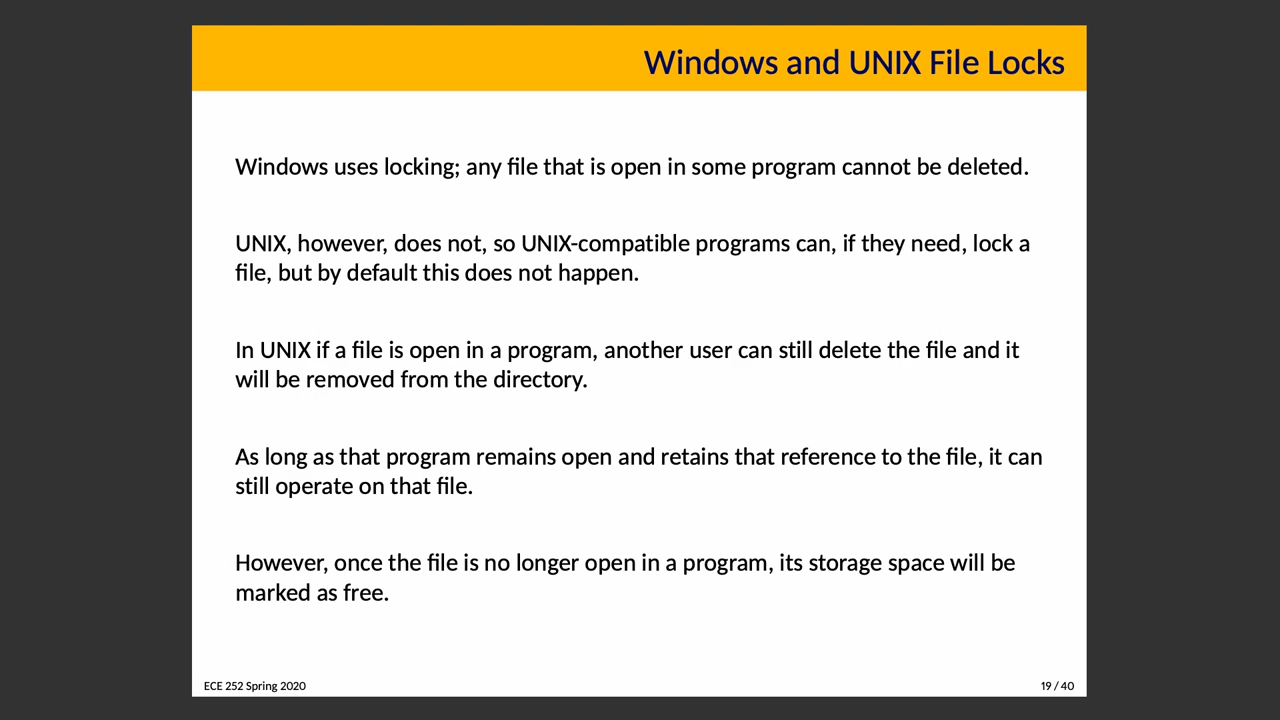 Windows and UNIX File Locks
Windows uses locking; any file that is open in some program cannot be deleted.
UNIX, however, does not, so UNIX-compatible programs can, if they need, lock a
file, but by default this does not happen.
In UNIX if a file is open in a program, another user can still delete the file and it
will be removed from the directory.
As long as that program remains open and retains that reference to the file, it can
still operate on that file.
However, once the file is no longer open in a program, its storage space will be
marked as free.
ECE 252 Spring 2020
19 / 40